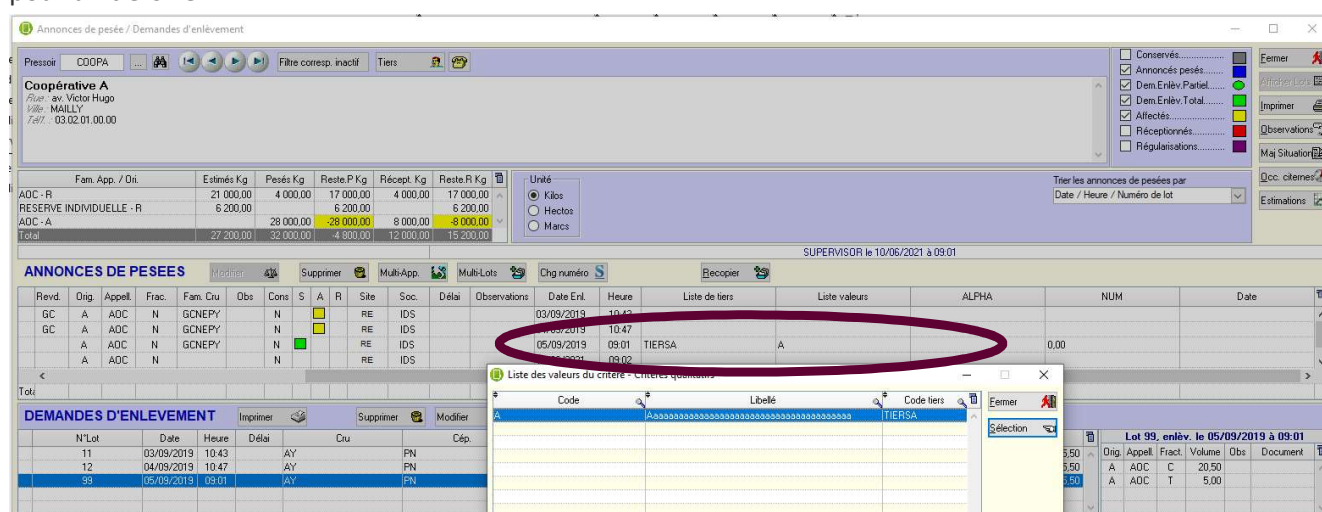 Annonces de pesée / Demandes d'enlèvement
Pressoir COOPA ... Filtre corresp. inactif Tiers
Coopérative A
Rue : av. Victor Hugo
Ville : MAILLY
Téll. : 03.02.01.00.00
Conservés
Annoncés pesés
Dem.Enlèv.Partiel
Dem.Enlèv.Total
Affectés
Réceptionnés
Régularisations
Fermer
Afficher Lots
Imprimer
Observations
Maj Situation
Occ. citernes
Estimations
Fam. App. / Ori. Estimés Kg Pesés Kg Reste.P Kg Récept. Kg Reste.R Kg
AOC - R 21 000,00 4 000,00 17 000,00 4 000,00 17 000,00
RESERVE INDIVIDUELLE - R 6 200,00 6 200,00 6 200,00
AOC - A 28 000,00 -28 000,00 8 000,00 -8 000,00
Total 27 200,00 32 000,00 -4 800,00 12 000,00 15 200,00
Unité
Kilos
Hectos
Marcs
Trier les annonces de pesées par
Date / Heure / Numéro de lot
SUPERVISOR le 10/06/2021 à 09:01
ANNONCES DE PESEES Modifier Supprimer Multi-App. Multi-Lots Chg numéro Recopier
Revd. Orig. Appell. Frac. Fam. Cru Obs Cons S A R Site Soc. Délai Observations Date Enl. Heure Liste de tiers Liste valeurs ALPHA NUM Date
GC A AOC N GCNEPY N RE IDS 03/09/2019 10:43
GC A AOC N GCNEPY N RE IDS 10:47
A AOC N GCNEPY N RE IDS 05/09/2019 09:01 TIERSA A 0,00
A AOC N N RE IDS 09:02
Liste des valeurs du critère - Critères qualitatifs
Code Libellé Code tiers
A Aaaaaaaaaaaaaaaaaaaaaaaaaaaaaaaaaaaaaaaa TIERSA
Fermer
Sélection
DEMANDES D'ENLEVEMENT Imprimer Supprimer Modifier
N°Lot Date Heure Délai Cru Cép.
11 03/09/2019 10:43 AY PN
12 04/09/2019 10:47 AY PN
99 05/09/2019 09:01 AY PN
Lot 99, enlèv. le 05/09/2019 à 09:01
Orig. Appell. Fract. Volume Obs Document
A AOC C 20,50
A AOC T 5,00